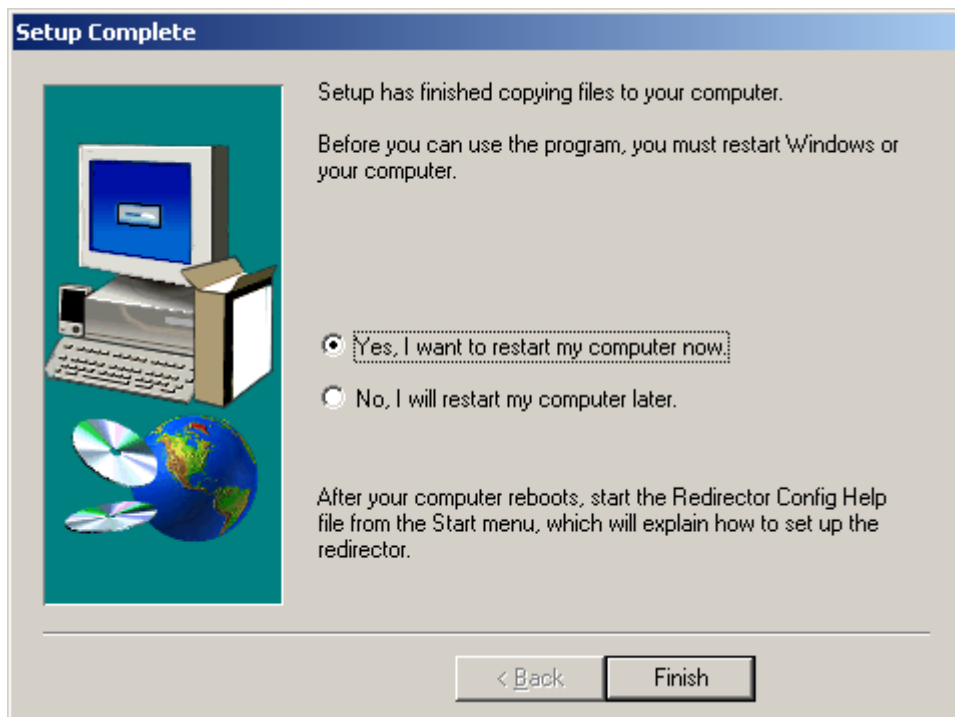 Setup Complete
Setup has finished copying files to your computer.
Before you can use the program, you must restart Windows or
your computer.
Yes, I want to restart my computer now.
No, I will restart my computer later.
After your computer reboots, start the Redirector Config Help
file from the Start menu, which will explain how to set up the
redirector.
< Back
Finish